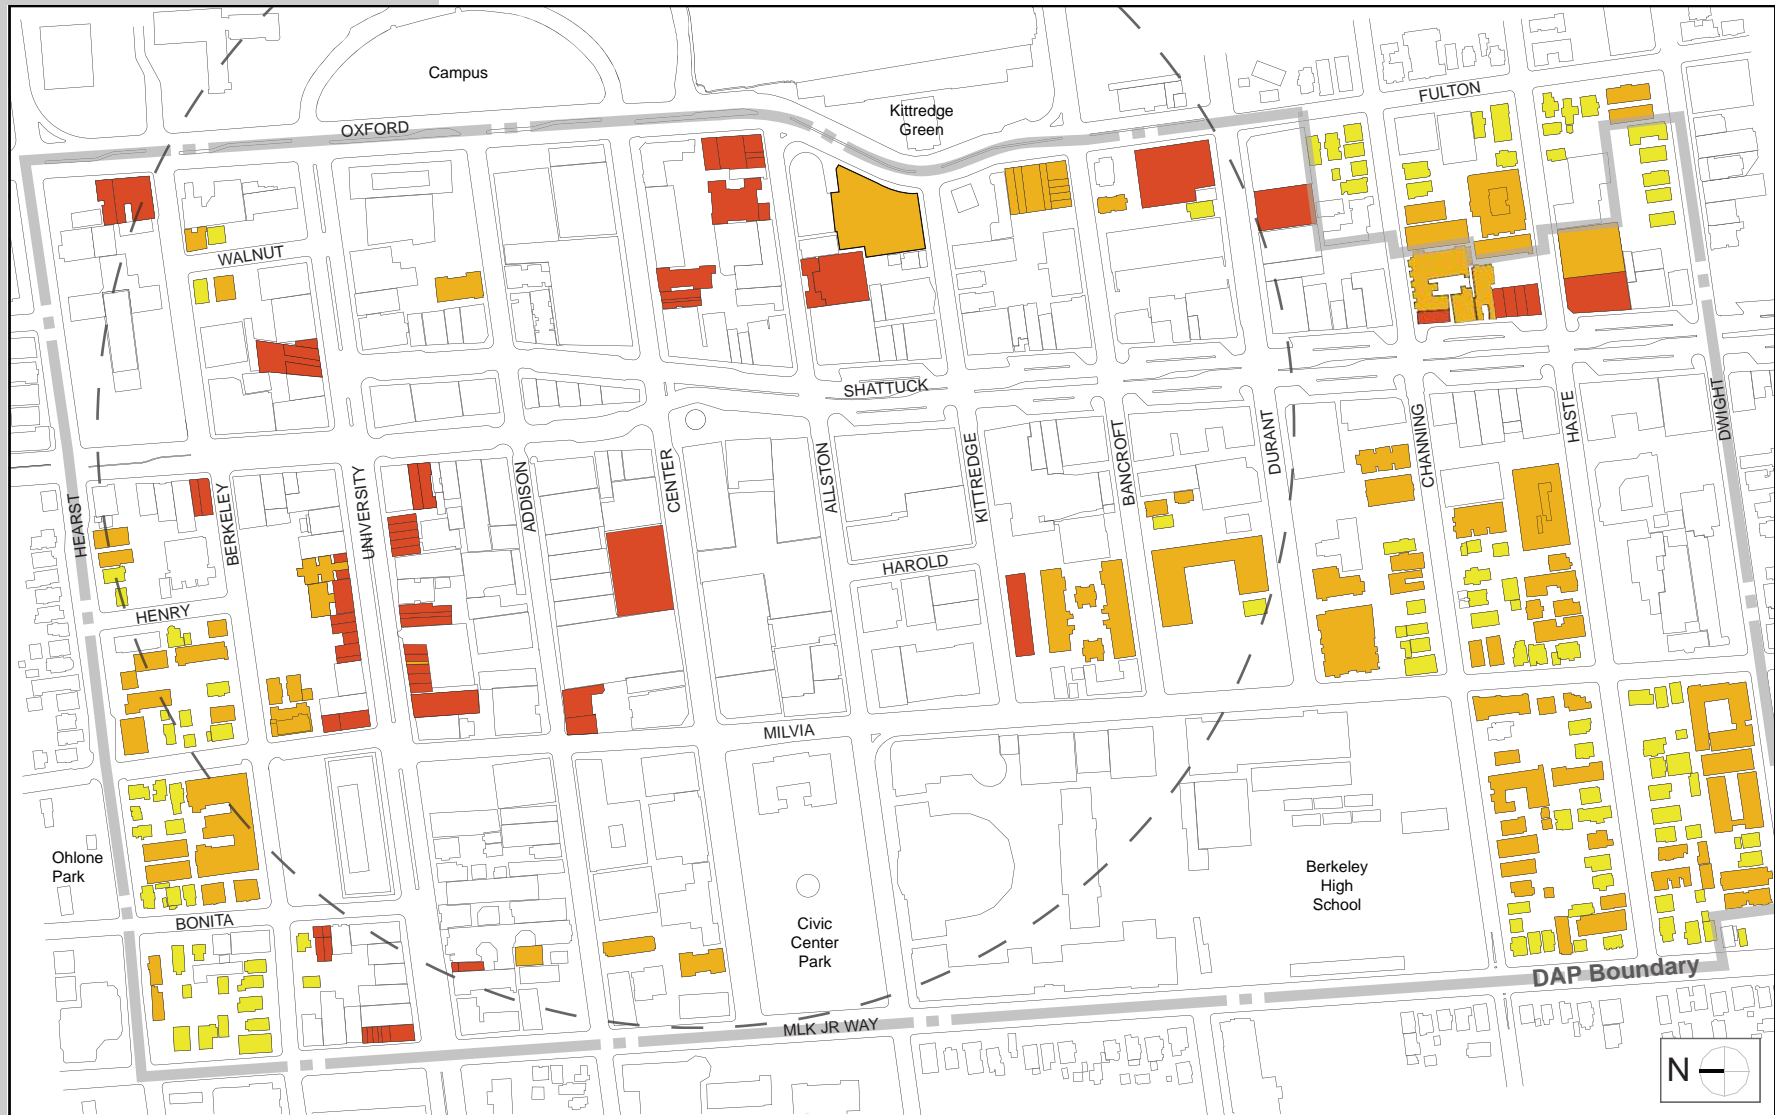 Campus
Kittredge
Green
FULTON
OXFORD
WALNUT
SHATTUCK
HEARST
BERKELEY
UNIVERSITY
ADDISON
CENTER
ALLSTON
KITTREDGE
BANCROFT
DURANT
CHANNING
HASTE
DWIGHT
HAROLD
HENRY
MILVIA
Ohlone
Park
Berkeley
High
School
BONITA
Civic
Center
Park
DAP Boundary
MLK JR WAY
N